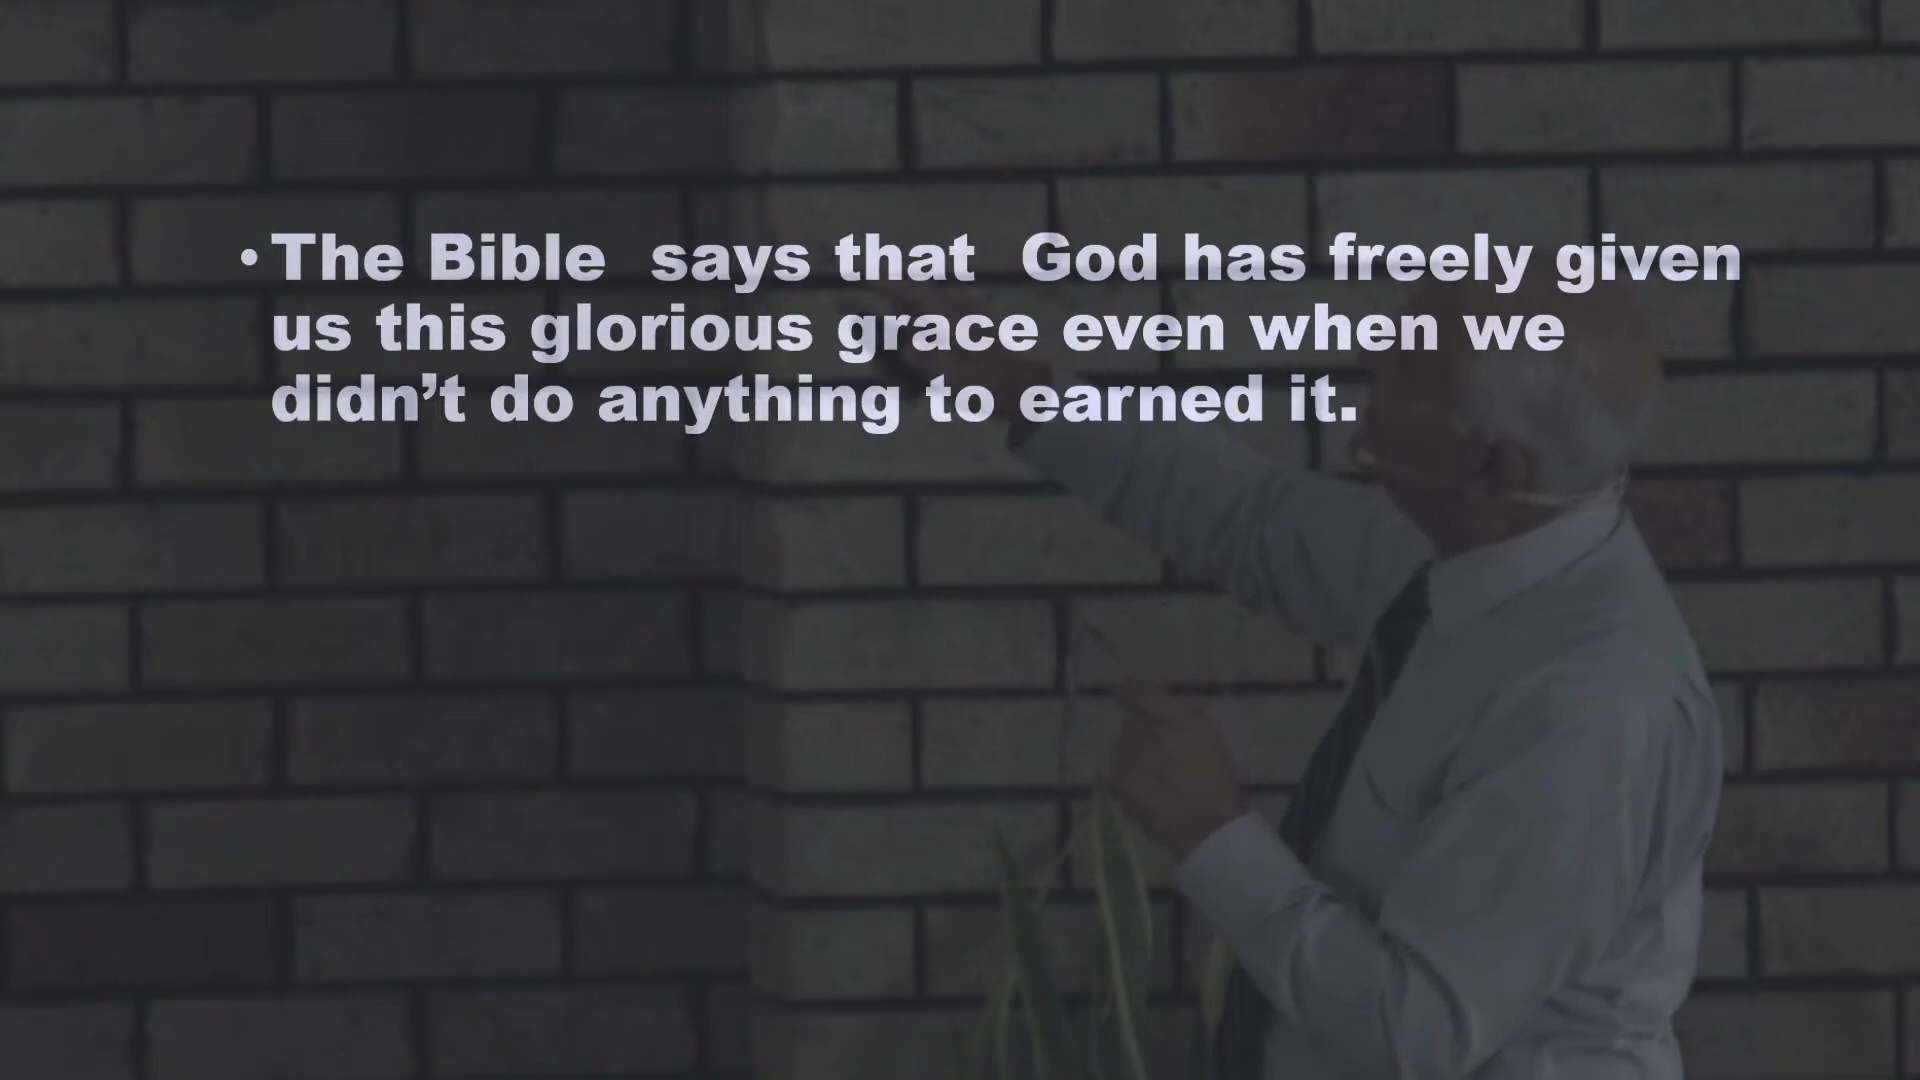 • The Bible  says that  God has freely given
us this glorious grace even when we
didn’t do anything to earned it.